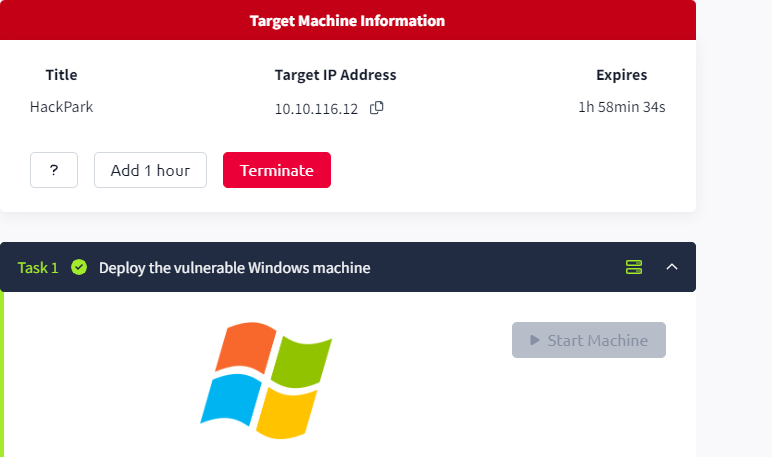 Target Machine Information
Title Target IP Address Expires
HackPark 10.10.116.12 1h 58min 34s
? Add 1 hour Terminate
Task 1 Deploy the vulnerable Windows machine
Start Machine